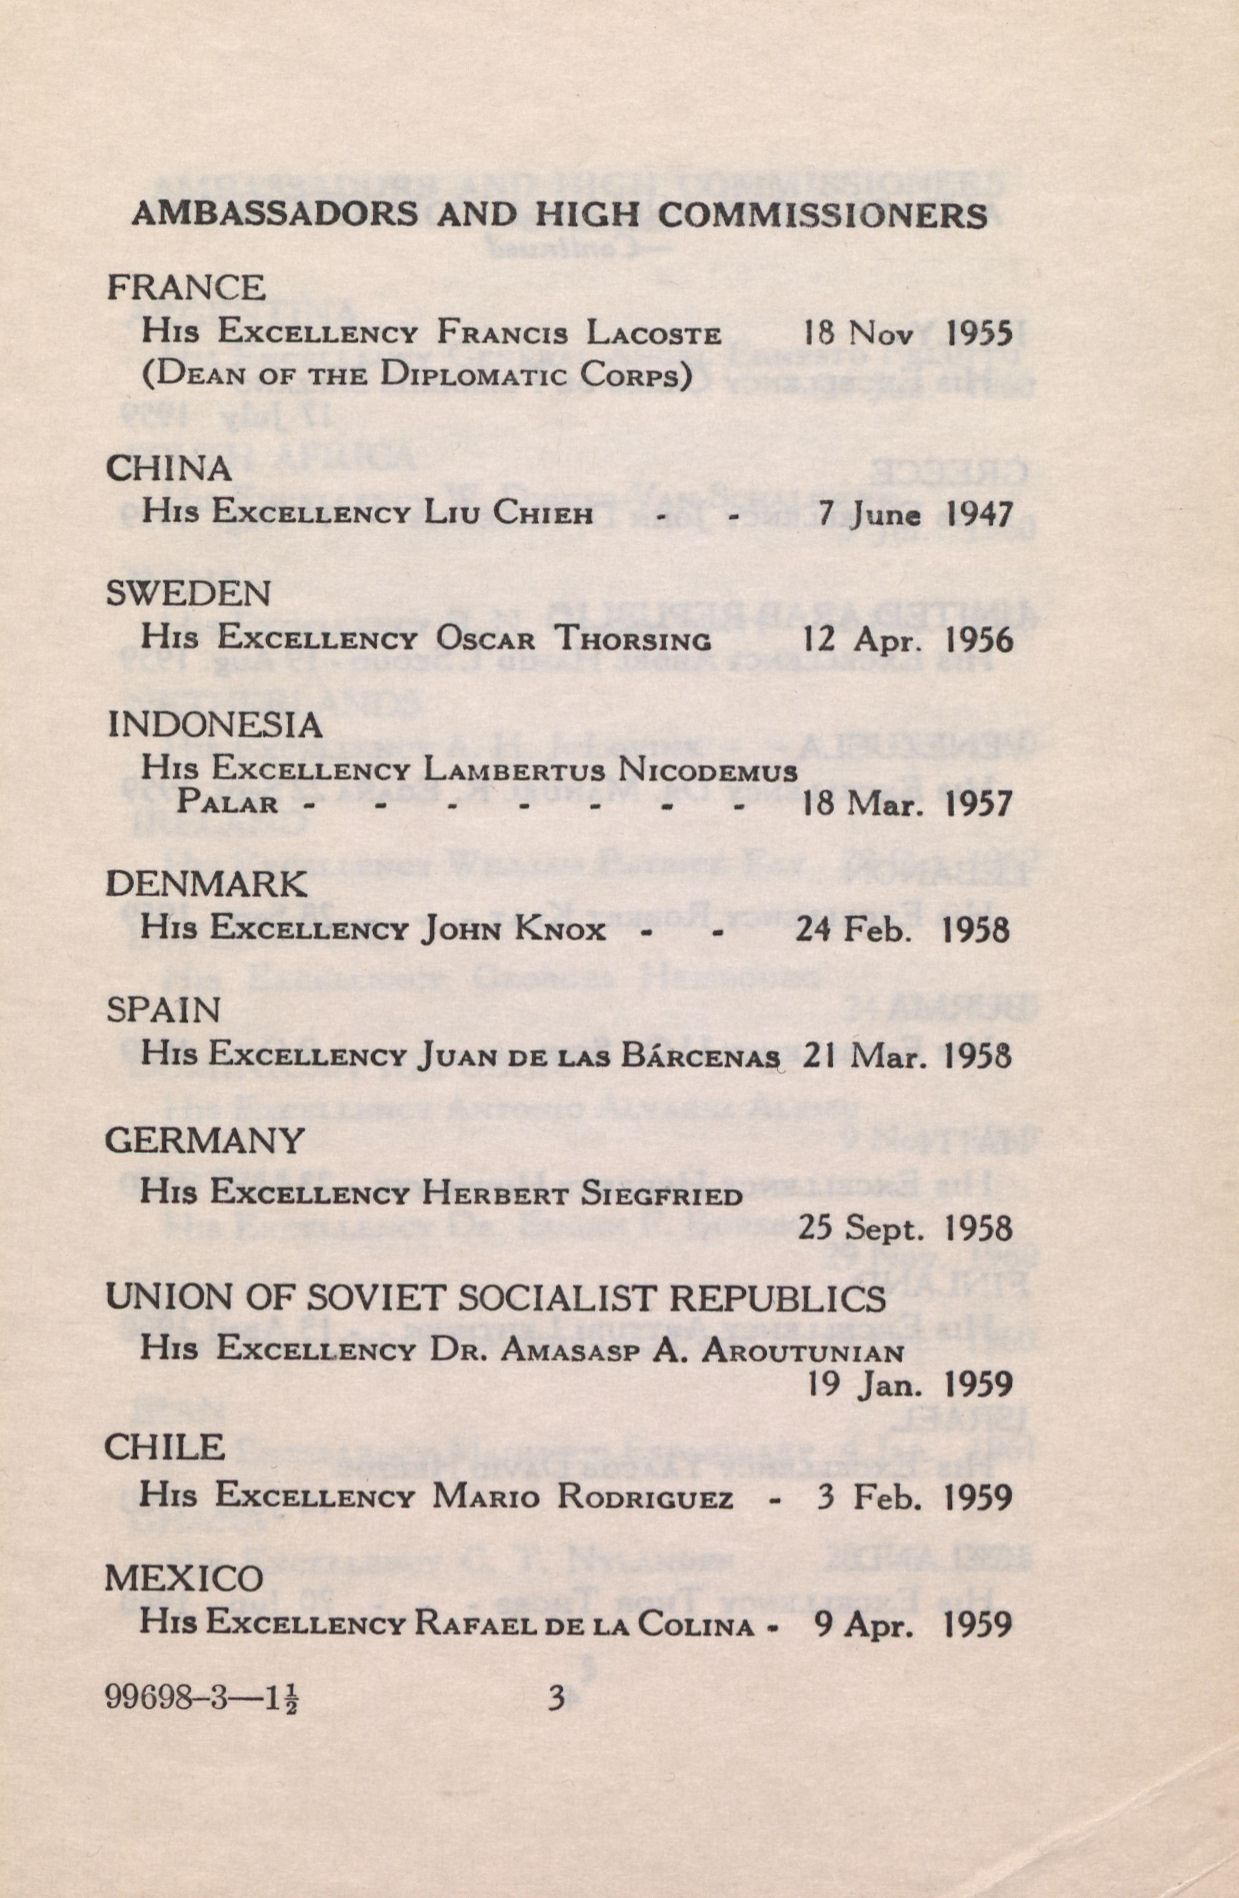 AMBASSADORS AND HIGH COMMISSIONERS
FRANCE
His Excellency Francis Lacoste 18 Nov 1955
(Dean of the Diplomatic Corps)
CHINA
His Excellency Liu Chieh - - 7 June 1947
SWEDEN
His Excellency Oscar Thorsing 12 Apr. 1956
INDONESIA
His Excellency Lambertus Nicodemus
Palar - - - - - - - 18 Mar. 1957
DENMARK
His Excellency John Knox - - 24 Feb. 1958
SPAIN
His Excellency Juan de las Bárcenas 21 Mar. 1958
GERMANY
His Excellency Herbert Siegfried
25 Sept. 1958
UNION OF SOVIET SOCIALIST REPUBLICS
His Excellency Dr. Amasasp A. Aroutunian
19 Jan. 1959
CHILE
His Excellency Mario Rodriguez - 3 Feb. 1959
MEXICO
His Excellency Rafael de la Colina - 9 Apr. 1959
99698-3—1½ 3